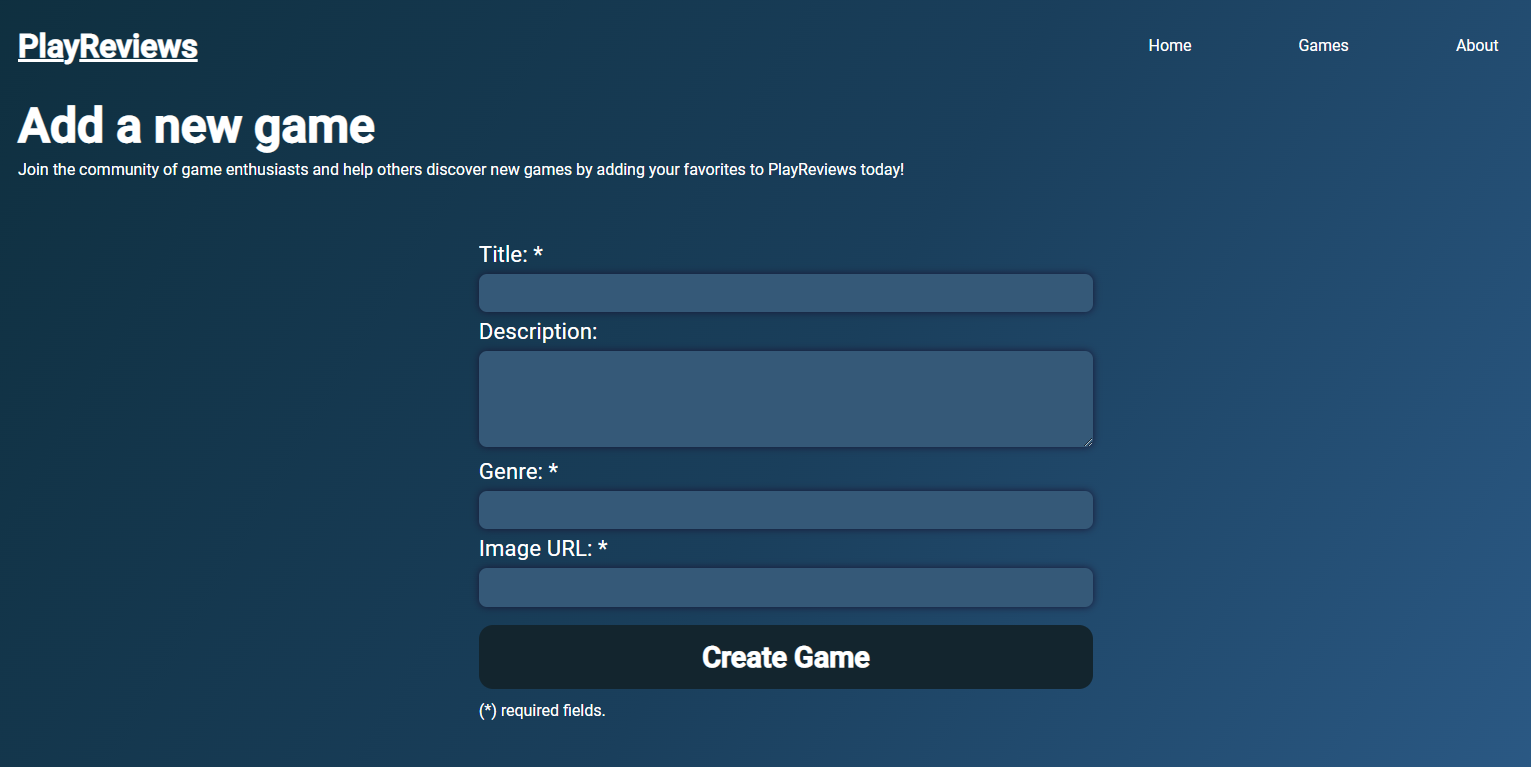 PlayReviews
Home
Games
About
Add a new game
Join the community of game enthusiasts and help others discover new games by adding your favorites to PlayReviews today!
Title: *
Description:
Genre: *
Image URL: *
Create Game
(*) required fields.